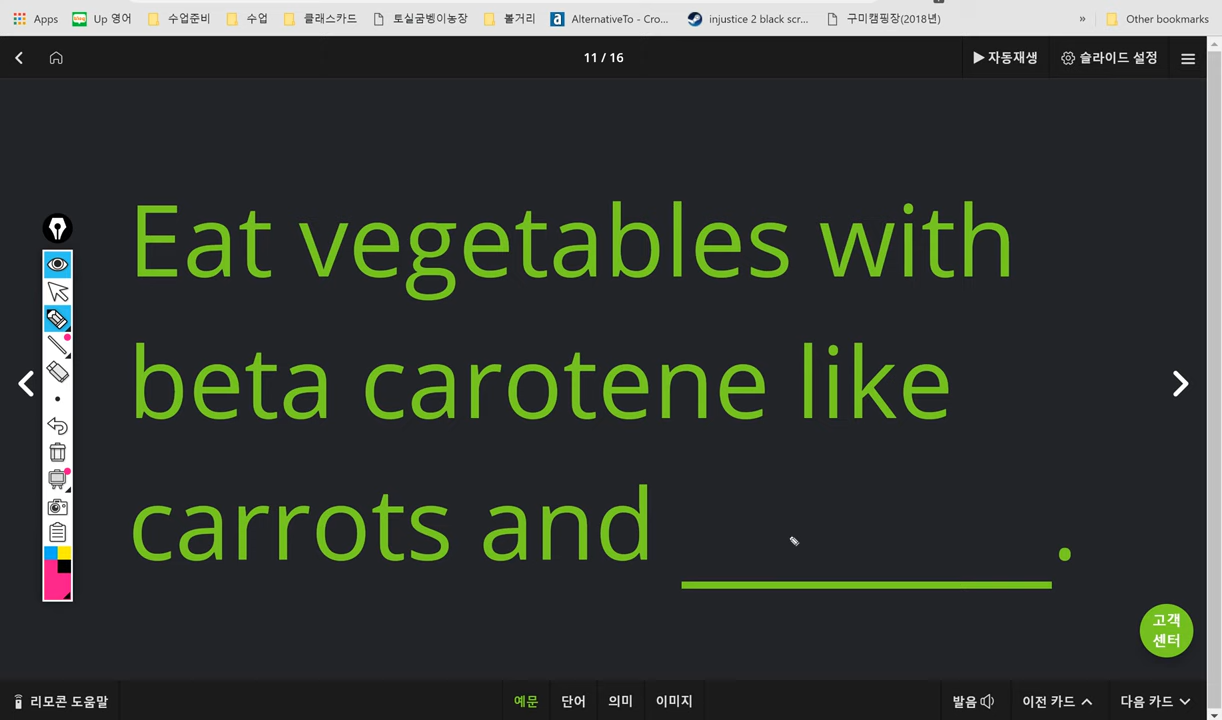 Apps Up 영어 수업준비 수업 클래스카드 토실굼벵이농장 볼거리 AlternativeTo - Cro... injustice 2 black scr... 구미캠핑장(2018년) » Other bookmarks
11 / 16 자동재생 슬라이드 설정
Eat vegetables with
beta carotene like
carrots and __________.
고객
센터
리모콘 도움말 예문 단어 의미 이미지 발음 이전 카드 다음 카드